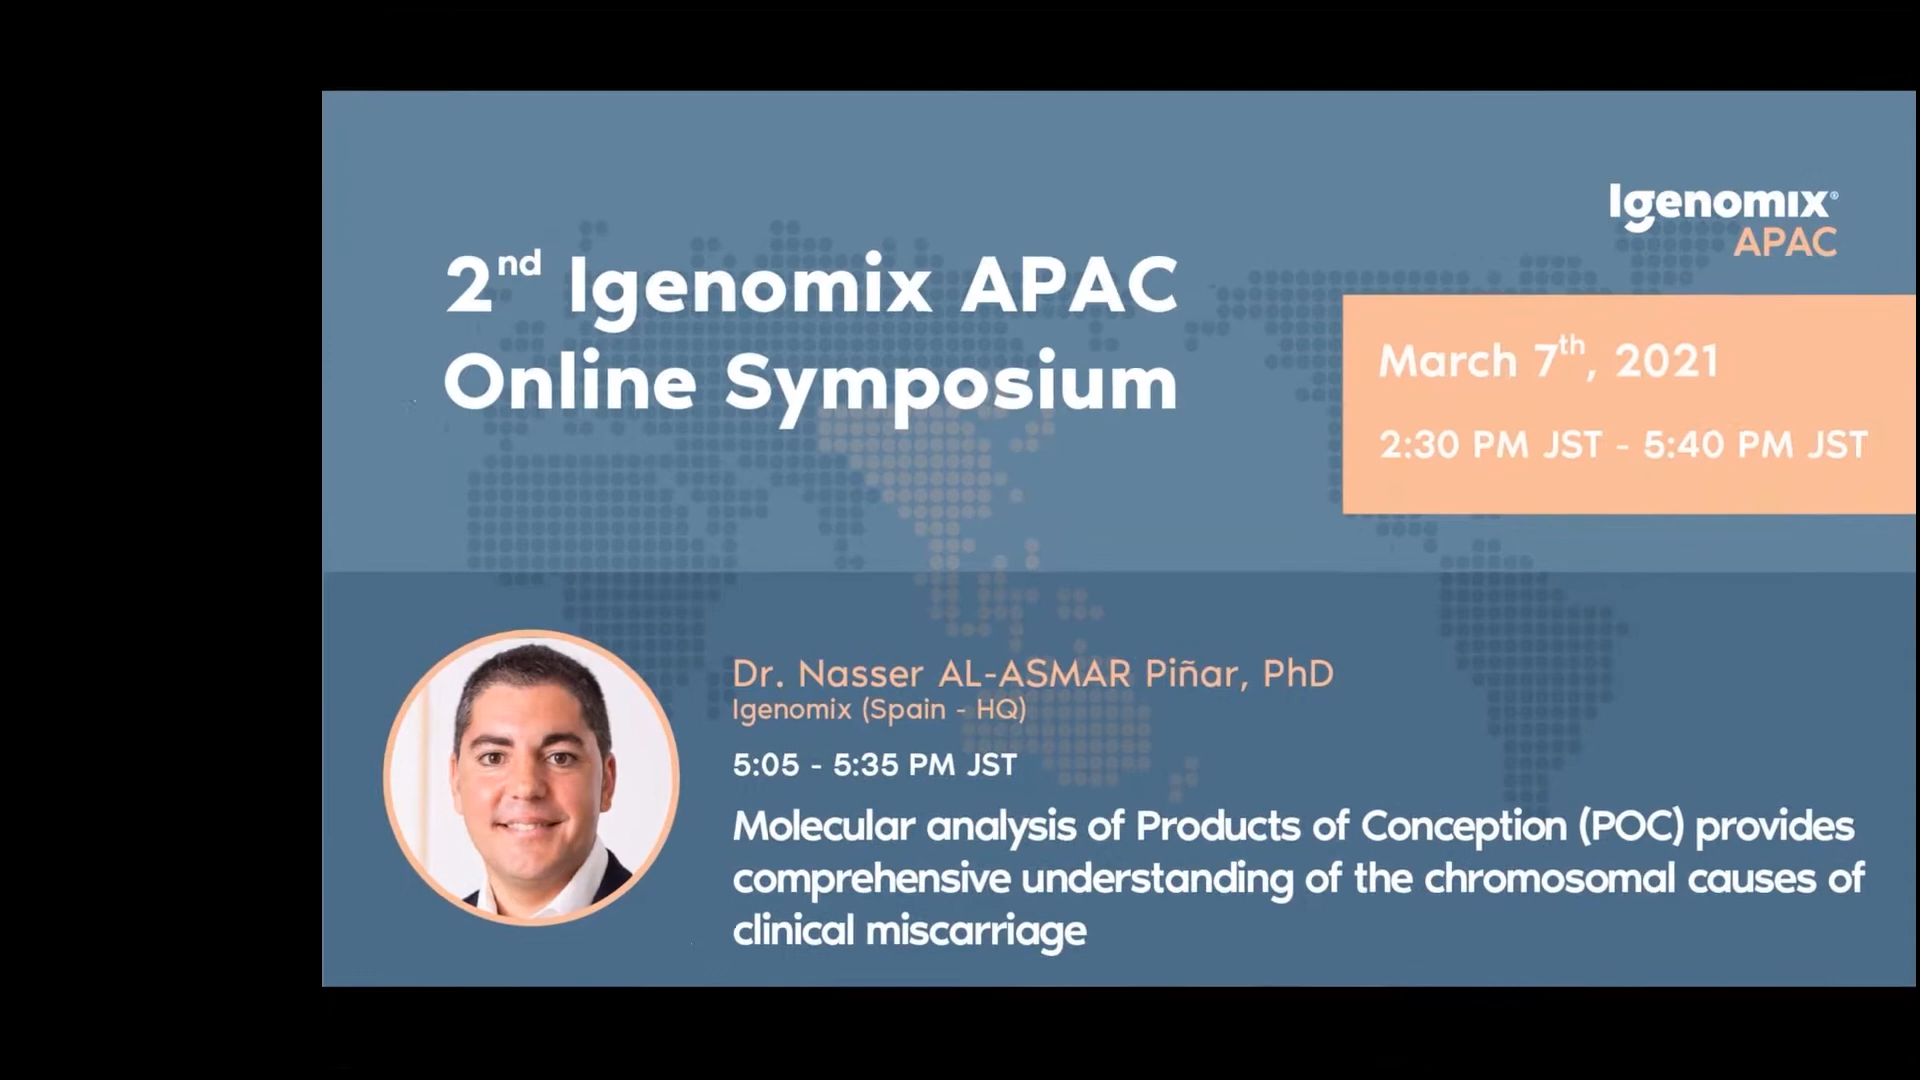 Igenomix®
APAC
2nd Igenomix APAC
Online Symposium
March 7th, 2021
2:30 PM JST - 5:40 PM JST
Dr. Nasser AL-ASMAR Piñar, PhD
Igenomix (Spain - HQ)
5:05 - 5:35 PM JST
Molecular analysis of Products of Conception (POC) provides
comprehensive understanding of the chromosomal causes of
clinical miscarriage